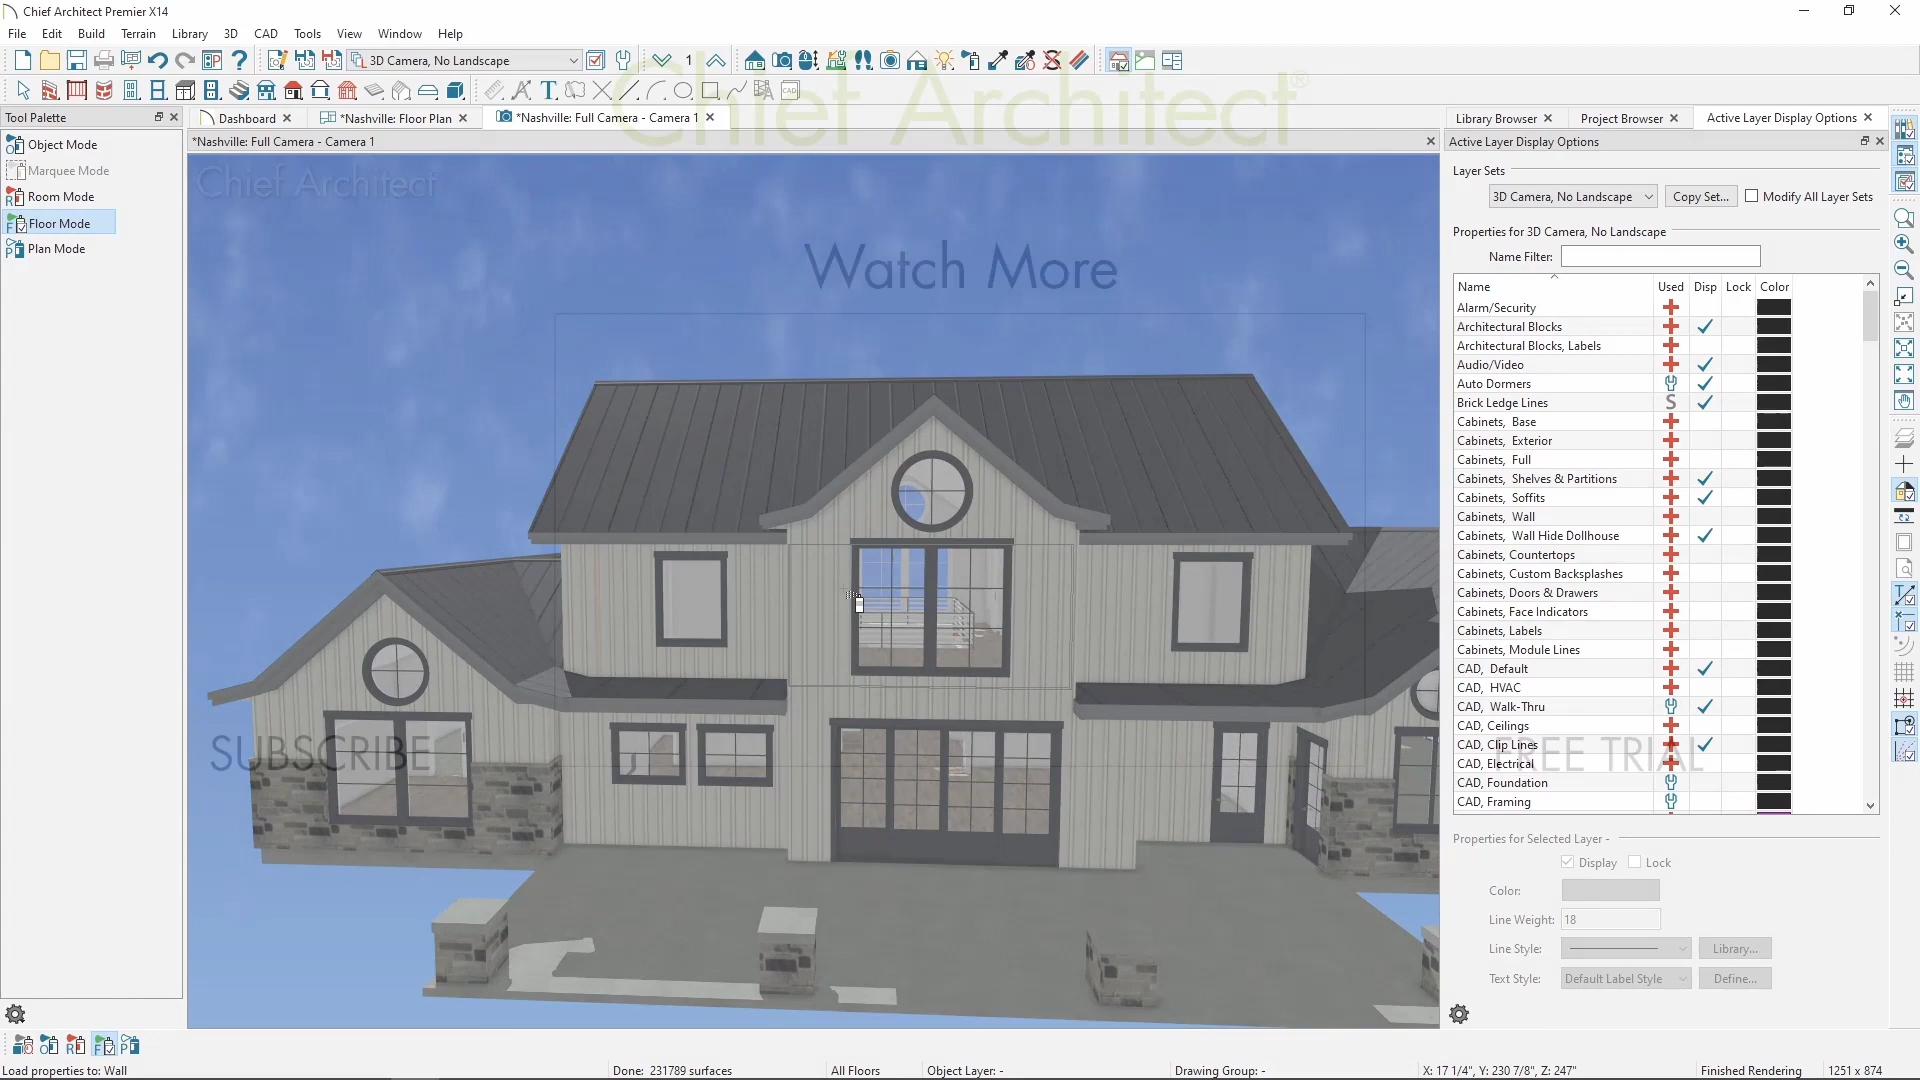 Chief Architect Premier X14
File Edit Build Terrain Library 3D CAD Tools View Window Help
3D Camera, No Landscape
1
Chief Architect®
Tool Palette
Dashboard
*Nashville: Floor Plan
*Nashville: Full Camera - Camera 1
Library Browser
Project Browser
Active Layer Display Options
*Nashville: Full Camera - Camera 1
Active Layer Display Options
Object Mode
Marquee Mode
Room Mode
Floor Mode
Plan Mode
Chief Architect
Watch More
SUBSCRIBE
FREE TRIAL
Layer Sets
3D Camera, No Landscape
Copy Set...
Modify All Layer Sets
Properties for 3D Camera, No Landscape
Name Filter:
Name Used Disp Lock Color
Alarm/Security
Architectural Blocks
Architectural Blocks, Labels
Audio/Video
Auto Dormers
Brick Ledge Lines S
Cabinets, Base
Cabinets, Exterior
Cabinets, Full
Cabinets, Shelves & Partitions
Cabinets, Soffits
Cabinets, Wall
Cabinets, Wall Hide Dollhouse
Cabinets, Countertops
Cabinets, Custom Backsplashes
Cabinets, Doors & Drawers
Cabinets, Face Indicators
Cabinets, Labels
Cabinets, Module Lines
CAD, Default
CAD, HVAC
CAD, Walk-Thru
CAD, Ceilings
CAD, Clip Lines
CAD, Electrical
CAD, Foundation
CAD, Framing
Properties for Selected Layer -
Display Lock
Color:
Line Weight: 18
Line Style: Library...
Text Style: Default Label Style Define...
Load properties to: Wall
Done: 231789 surfaces
All Floors
Object Layer: -
Drawing Group: -
X: 17 1/4", Y: 230 7/8", Z: 247"
Finished Rendering
1251 x 874